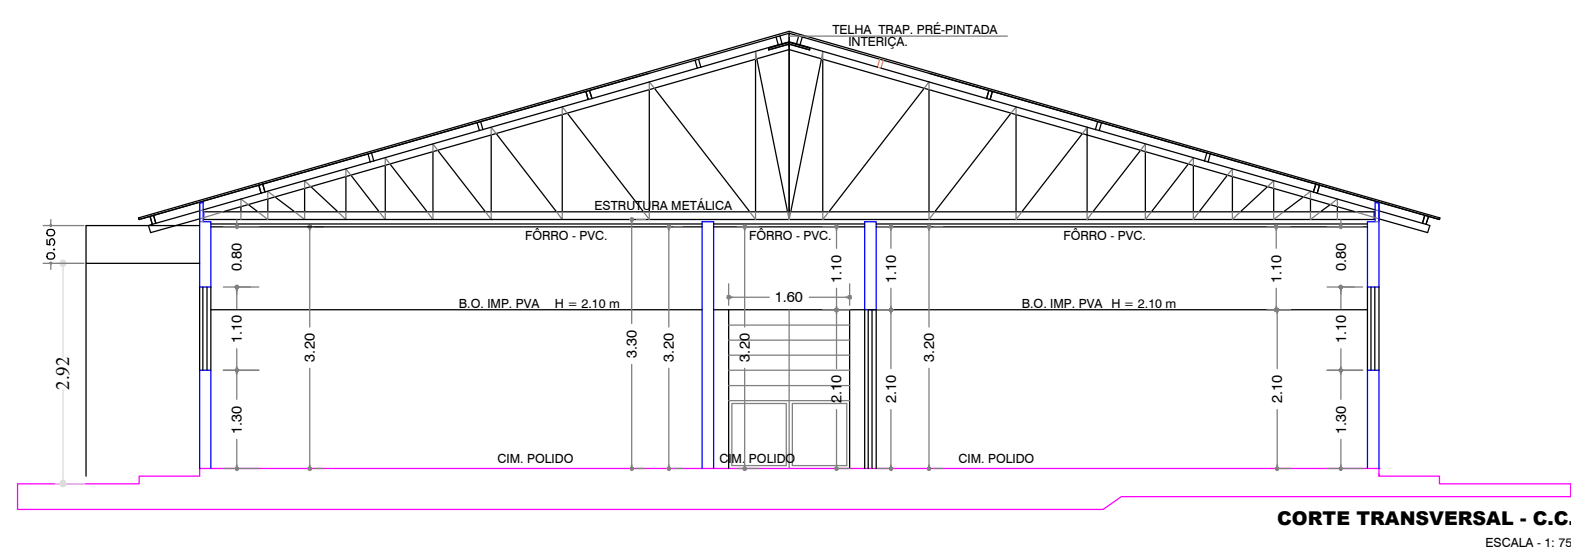 TELHA TRAP. PRÉ-PINTADA
INTERIÇA.
ESTRUTURA METÁLICA
FÔRRO - PVC.
FÔRRO - PVC.
FÔRRO - PVC.
0.50
0.80
1.10
1.10
1.10
0.80
1.60
B.O. IMP. PVA H = 2.10 m
B.O. IMP. PVA H = 2.10 m
2.92
1.10
3.20
3.30
3.20
3.20
3.20
1.10
2.10
2.10
2.10
1.30
1.30
CIM. POLIDO
CIM. POLIDO
CIM. POLIDO
CORTE TRANSVERSAL - C.C.
ESCALA - 1: 75